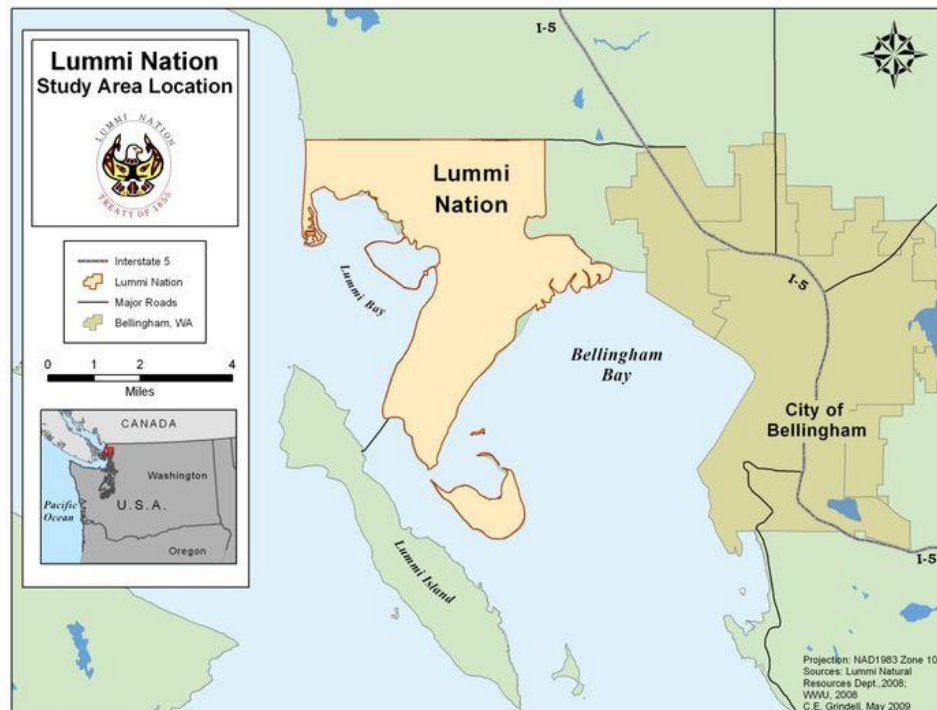 Lummi Nation
Study Area Location
LUMMI NATION
TREATY OF 1855
Interstate 5
Lummi Nation
Major Roads
Bellingham, WA
0 1 2 4
Miles
CANADA
Washington
U.S.A.
Pacific
Ocean
Oregon
I-5
Lummi
Nation
Lummi Bay
Bellingham
Bay
I-5
City of
Bellingham
Lummi Island
I-5
Projection: NAD1983 Zone 10
Sources: Lummi Natural
Resources Dept.,2008;
WWU, 2008
C.E. Grindell, May 2009